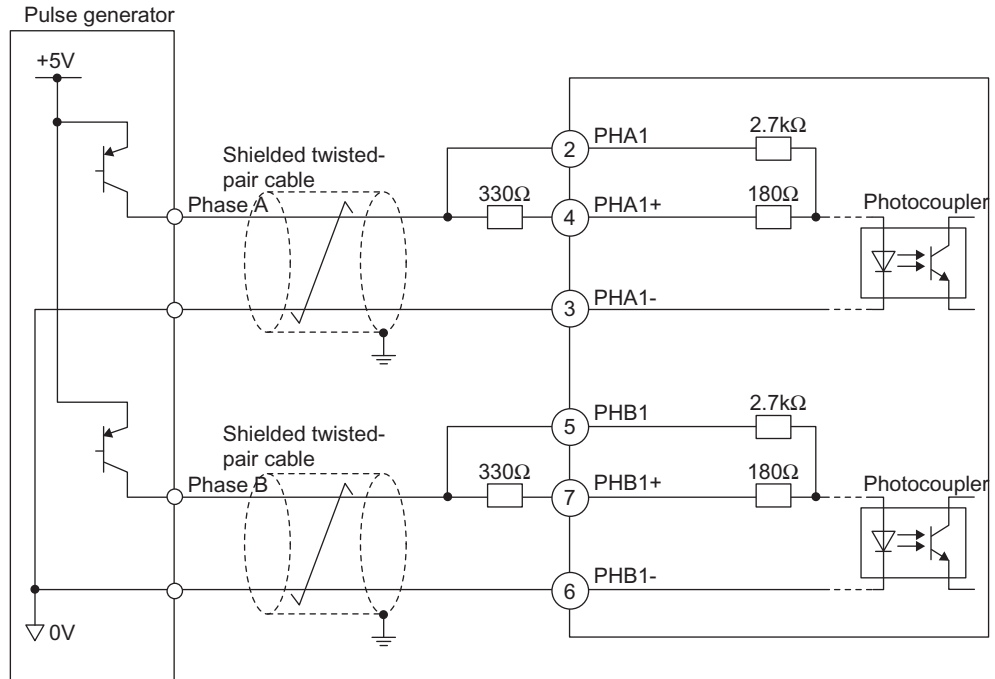 Pulse generator
+5V
Shielded twisted-
pair cable
Phase A
330Ω
2
PHA1
2.7kΩ
4
PHA1+
180Ω
Photocoupler
3
PHA1-
Shielded twisted-
pair cable
Phase B
330Ω
5
PHB1
2.7kΩ
7
PHB1+
180Ω
Photocoupler
6
PHB1-
0V